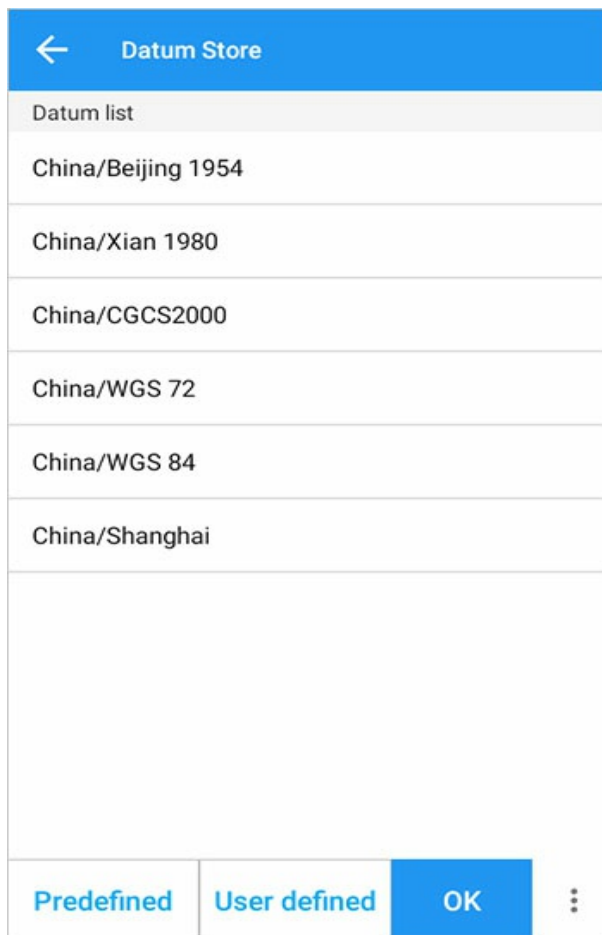 Datum Store
Datum list
China/Beijing 1954
China/Xian 1980
China/CGCS2000
China/WGS 72
China/WGS 84
China/Shanghai
Predefined User defined OK